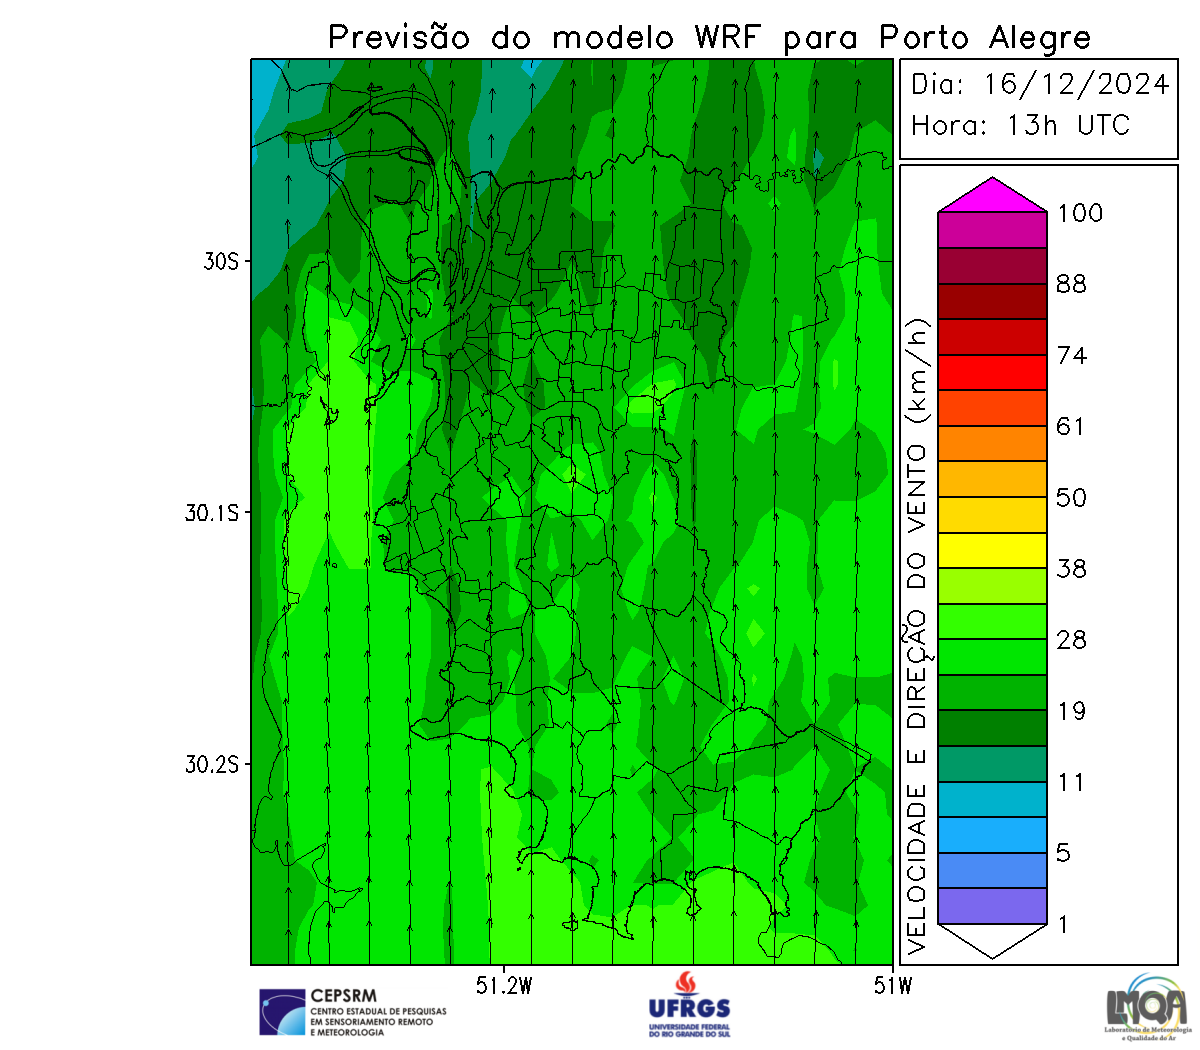 Previsão do modelo WRF para Porto Alegre
Dia: 16/12/2024
Hora: 13h UTC
30S
30.1S
30.2S
51.2W
51W
VELOCIDADE E DIREÇÃO DO VENTO (km/h)
100
88
74
61
50
38
28
19
11
5
1
CEPSRM
CENTRO ESTADUAL DE PESQUISAS
EM SENSORIAMENTO REMOTO
E METEOROLOGIA
UFRGS
UNIVERSIDADE FEDERAL
DO RIO GRANDE DO SUL
LMQA
Laboratório de Meteorologia
e Qualidade do Ar